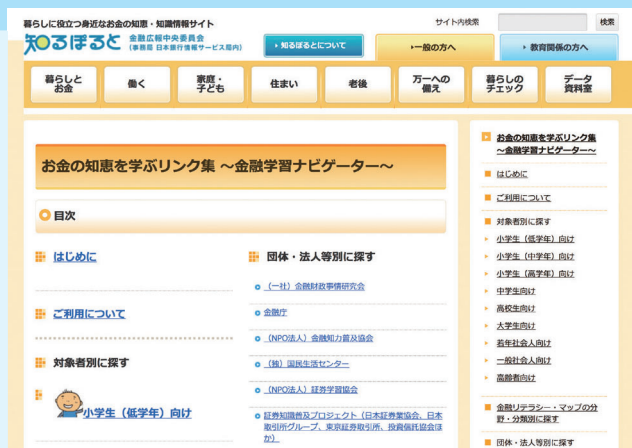 暮らしに役立つ身近なお金の知恵・知識情報サイト
知るぽると
金融広報中央委員会
(事務局 日本銀行情報サービス局内)
知るぽるとについて
サイト内検索
検索
一般の方へ
教育関係の方へ
暮らしと
お金
働く
家庭・
子ども
住まい
老後
万一への
備え
暮らしの
チェック
データ
資料室
お金の知恵を学ぶリンク集 ～金融学習ナビゲーター～
目次
はじめに
ご利用について
対象者別に探す
小学生（低学年）向け
団体・法人等別に探す
（一社）金融財政事情研究会
金融庁
（NPO法人）金融知力普及協会
（独）国民生活センター
（NPO法人）証券学習協会
証券知識普及プロジェクト（日本証券業協会、日本
取引所グループ、東京証券取引所、投資信託協会ほ
か）
お金の知恵を学ぶリンク集
～金融学習ナビゲーター～
はじめに
ご利用について
対象者別に探す
小学生（低学年）向け
小学生（中学年）向け
小学生（高学年）向け
中学生向け
高校生向け
大学生向け
若年社会人向け
一般社会人向け
高齢者向け
金融リテラシー・マップの分
野・分類別に探す
団体・法人等別に探す